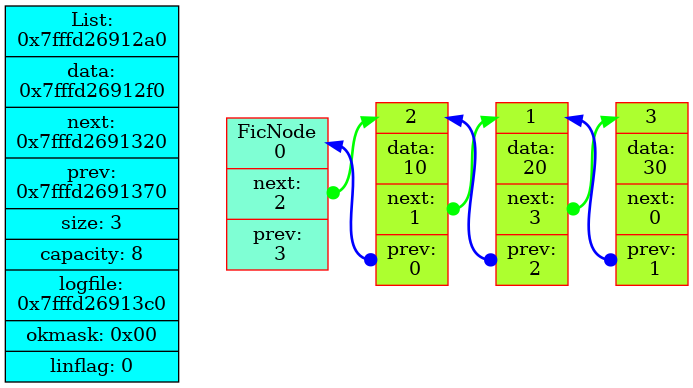 List:
0x7fffd26912a0
data:
0x7fffd26912f0
next:
0x7fffd2691320
prev:
0x7fffd2691370
size: 3
capacity: 8
logfile:
0x7fffd26913c0
okmask: 0x00
linflag: 0
FicNode
0
next:
2
prev:
3
2
data:
10
next:
1
prev:
0
1
data:
20
next:
3
prev:
2
3
data:
30
next:
0
prev:
1